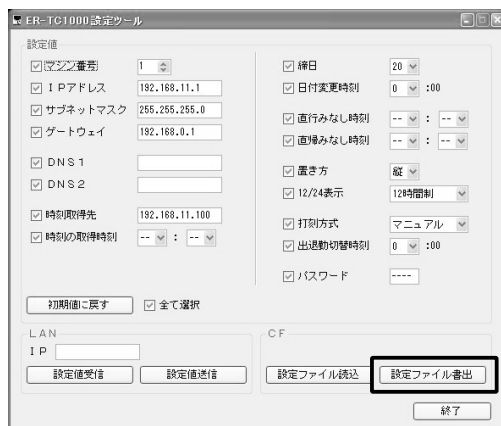 ER-TC1000設定ツール
設定値
マシン番号 1
ＩＰアドレス 192.168.11.1
サブネットマスク 255.255.255.0
ゲートウェイ 192.168.0.1
ＤＮＳ１
ＤＮＳ２
時刻取得先 192.168.11.100
時刻の取得時刻 -- : --
締日 20
日付変更時刻 0 :00
直行みなし時刻 -- : --
直帰みなし時刻 -- : --
置き方 縦
12/24表示 12時間制
打刻方式 マニュアル
出退勤切替時刻 0 :00
パスワード ----
初期値に戻す 全て選択
ＬＡＮ
ＩＰ
設定値受信 設定値送信
ＣＦ
設定ファイル読込 設定ファイル書出
終了